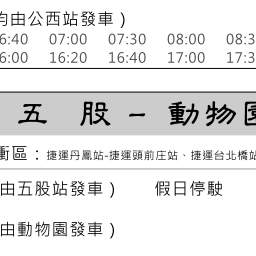 均由公西站發車）
6:40 07:00 07:30 08:00 08:3
6:00 16:20 16:40 17:00 17:3
五 股 – 動物園
衝區：捷運丹鳳站-捷運頭前庄站、捷運台北橋站
由五股站發車） 假日停駛
由動物園發車）